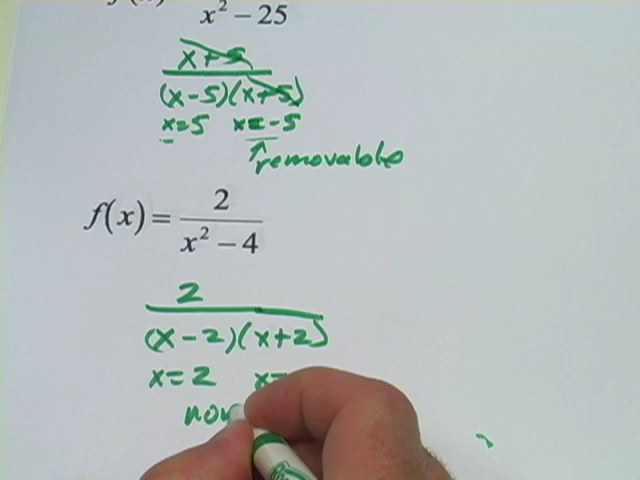 x² – 25
x+5
(x-5)(x+5)
x=5 x=-5
removable
f(x) = 2 / x² – 4
2
(x-2)(x+2)
x=2 x=